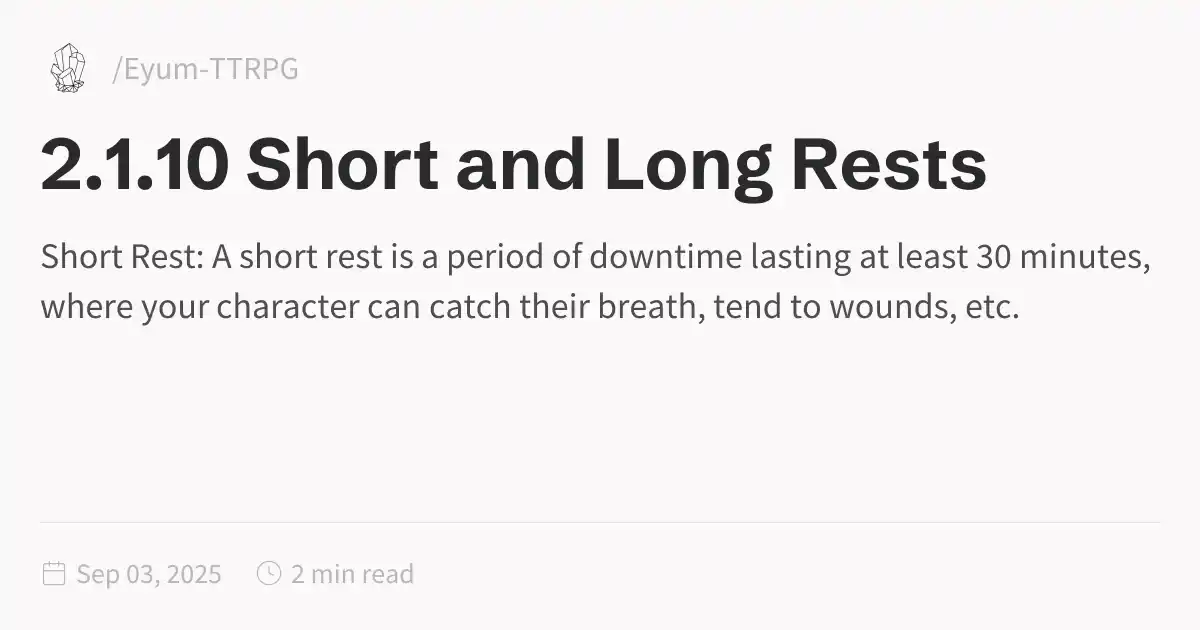 /Eyum-TTRPG
2.1.10 Short and Long Rests
Short Rest: A short rest is a period of downtime lasting at least 30 minutes,
where your character can catch their breath, tend to wounds, etc.
Sep 03, 2025 2 min read